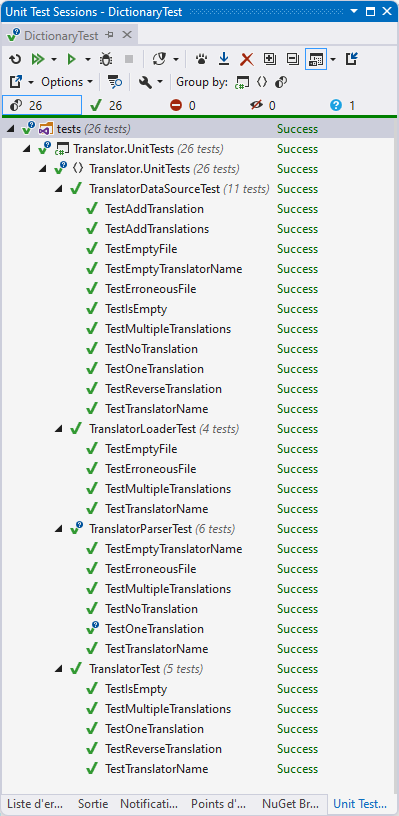 Unit Test Sessions - DictionaryTest
DictionaryTest
Options Group by:
26 26 0 0 1
tests (26 tests) Success
Translator.UnitTests (26 tests) Success
Translator.UnitTests (26 tests) Success
TranslatorDataSourceTest (11 tests) Success
TestAddTranslation Success
TestAddTranslations Success
TestEmptyFile Success
TestEmptyTranslatorName Success
TestErroneousFile Success
TestIsEmpty Success
TestMultipleTranslations Success
TestNoTranslation Success
TestOneTranslation Success
TestReverseTranslation Success
TestTranslatorName Success
TranslatorLoaderTest (4 tests) Success
TestEmptyFile Success
TestErroneousFile Success
TestMultipleTranslations Success
TestTranslatorName Success
TranslatorParserTest (6 tests) Success
TestEmptyTranslatorName Success
TestErroneousFile Success
TestMultipleTranslations Success
TestNoTranslation Success
TestOneTranslation Success
TestTranslatorName Success
TranslatorTest (5 tests) Success
TestIsEmpty Success
TestMultipleTranslations Success
TestOneTranslation Success
TestReverseTranslation Success
TestTranslatorName Success
Liste d'er... Sortie Notificati... Points d'... NuGet Br... Unit Test...